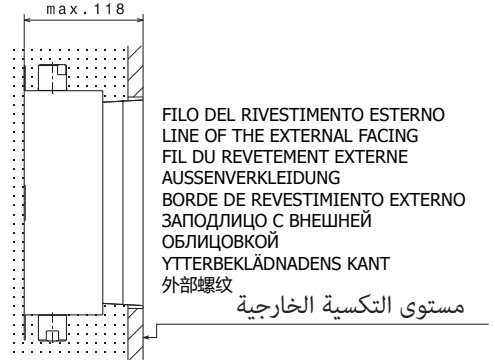 max.118
FILO DEL RIVESTIMENTO ESTERNO
LINE OF THE EXTERNAL FACING
FIL DU REVETEMENT EXTERNE
AUSSENVERKLEIDUNG
BORDE DE REVESTIMIENTO EXTERNO
ЗАПОДЛИЦО С ВНЕШНЕЙ
ОБЛИЦОВКОЙ
YTTERBEKLÄDNADENS KANT
外部螺纹
مستوى التكسية الخارجية